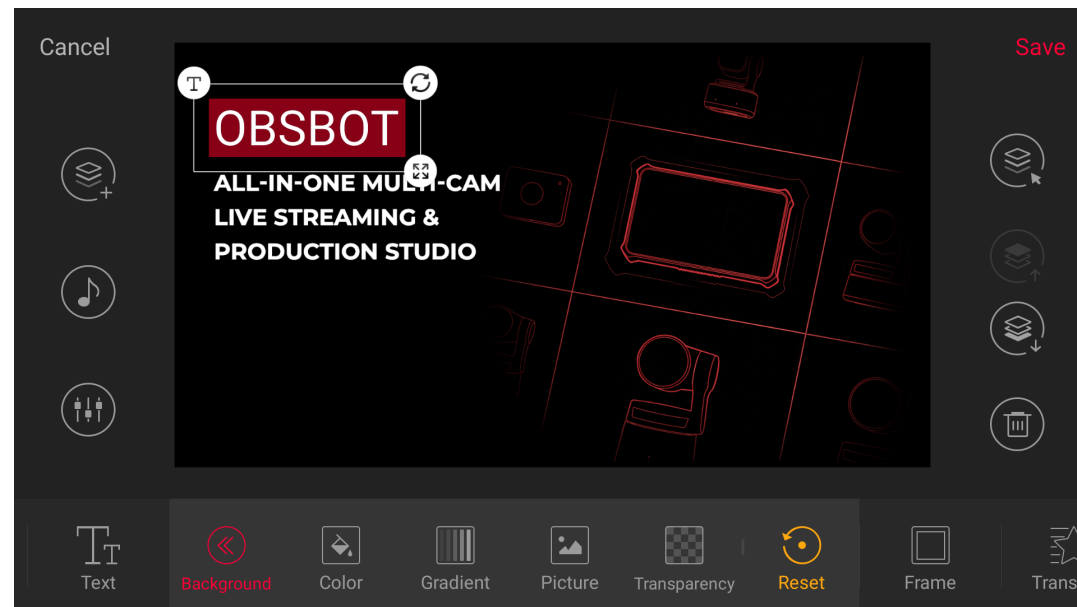 Cancel
Save
T
OBSBOT
ALL-IN-ONE MULTI-CAM
LIVE STREAMING &
PRODUCTION STUDIO
Text
Background
Color
Gradient
Picture
Transparency
Reset
Frame
Trans